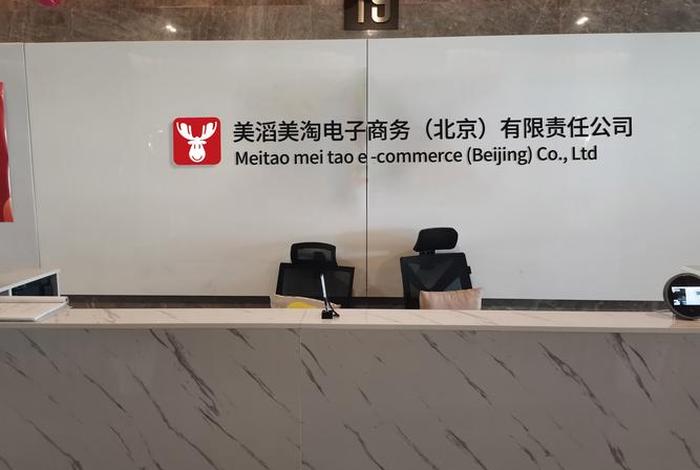 19
美滔美淘电子商务（北京）有限责任公司
Meitao mei tao e -commerce (Beijing) Co., Ltd